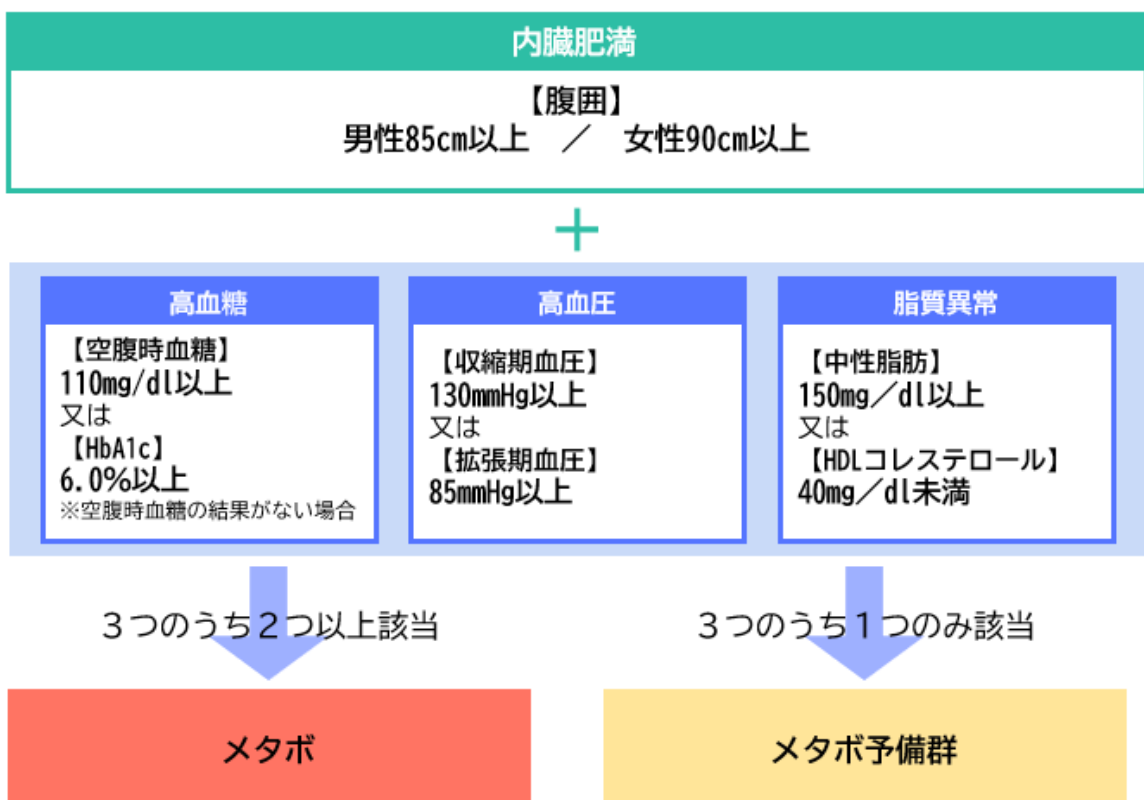 内臓肥満
【腹囲】
男性85cm以上　／　女性90cm以上
＋
高血糖
【空腹時血糖】
110mg/dl以上
又は
【HbA1c】
6.0%以上
※空腹時血糖の結果がない場合
高血圧
【収縮期血圧】
130mmHg以上
又は
【拡張期血圧】
85mmHg以上
脂質異常
【中性脂肪】
150mg／dl以上
又は
【HDLコレステロール】
40mg／dl未満
３つのうち２つ以上該当
３つのうち１つのみ該当
メタボ
メタボ予備群